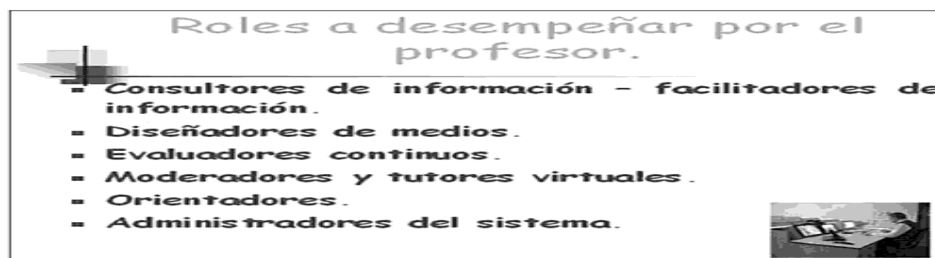 Roles a desempeñar por el
profesor.
Consultores de información - facilitadores de
información.
Diseñadores de medios.
Evaluadores continuos.
Moderadores y tutores virtuales.
Orientadores.
Administradores del sistema.